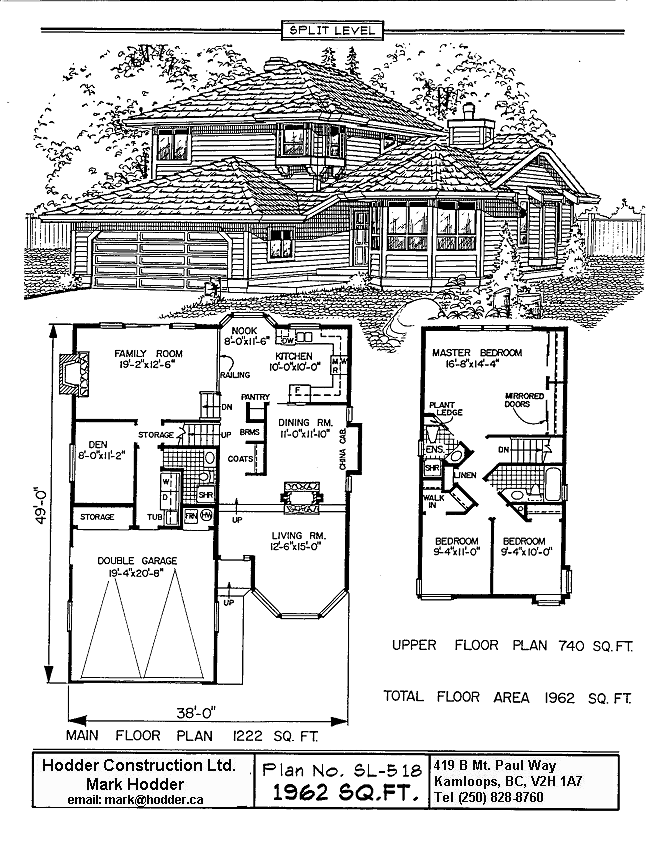 SPLIT LEVEL
NOOK
8'-0"x11'-6"
FAMILY ROOM
19'-2"x12'-6"
DW
KITCHEN
10'-0"x10'-0"
M W
R
RAILING
F
PANTRY
DN
DINING RM.
11'-0"x11'-10"
STORAGE
UP
BRMS
CHINA CAB.
DEN
8'-0"x11'-2"
COATS
W
D
SHR
STORAGE
TUB
FRN
HW
UP
LIVING RM.
12'-6"x15'-0"
DOUBLE GARAGE
19'-4"x20'-8"
UP
49'-0"
38'-0"
MAIN FLOOR PLAN 1222 SQ. FT.
MASTER BEDROOM
16'-8"x14'-4"
MIRRORED
DOORS
PLANT
LEDGE
ENS.
DN
SHR
LINEN
WALK
IN
BEDROOM
9'-4"x11'-0"
BEDROOM
9'-4"x10'-0"
UPPER FLOOR PLAN 740 SQ. FT.
TOTAL FLOOR AREA 1962 SQ. FT.
Hodder Construction Ltd.
Mark Hodder
email: mark@hodder.ca
Plan No. SL-518
1962 SQ.FT.
419 B Mt. Paul Way
Kamloops, BC, V2H 1A7
Tel (250) 828-8760